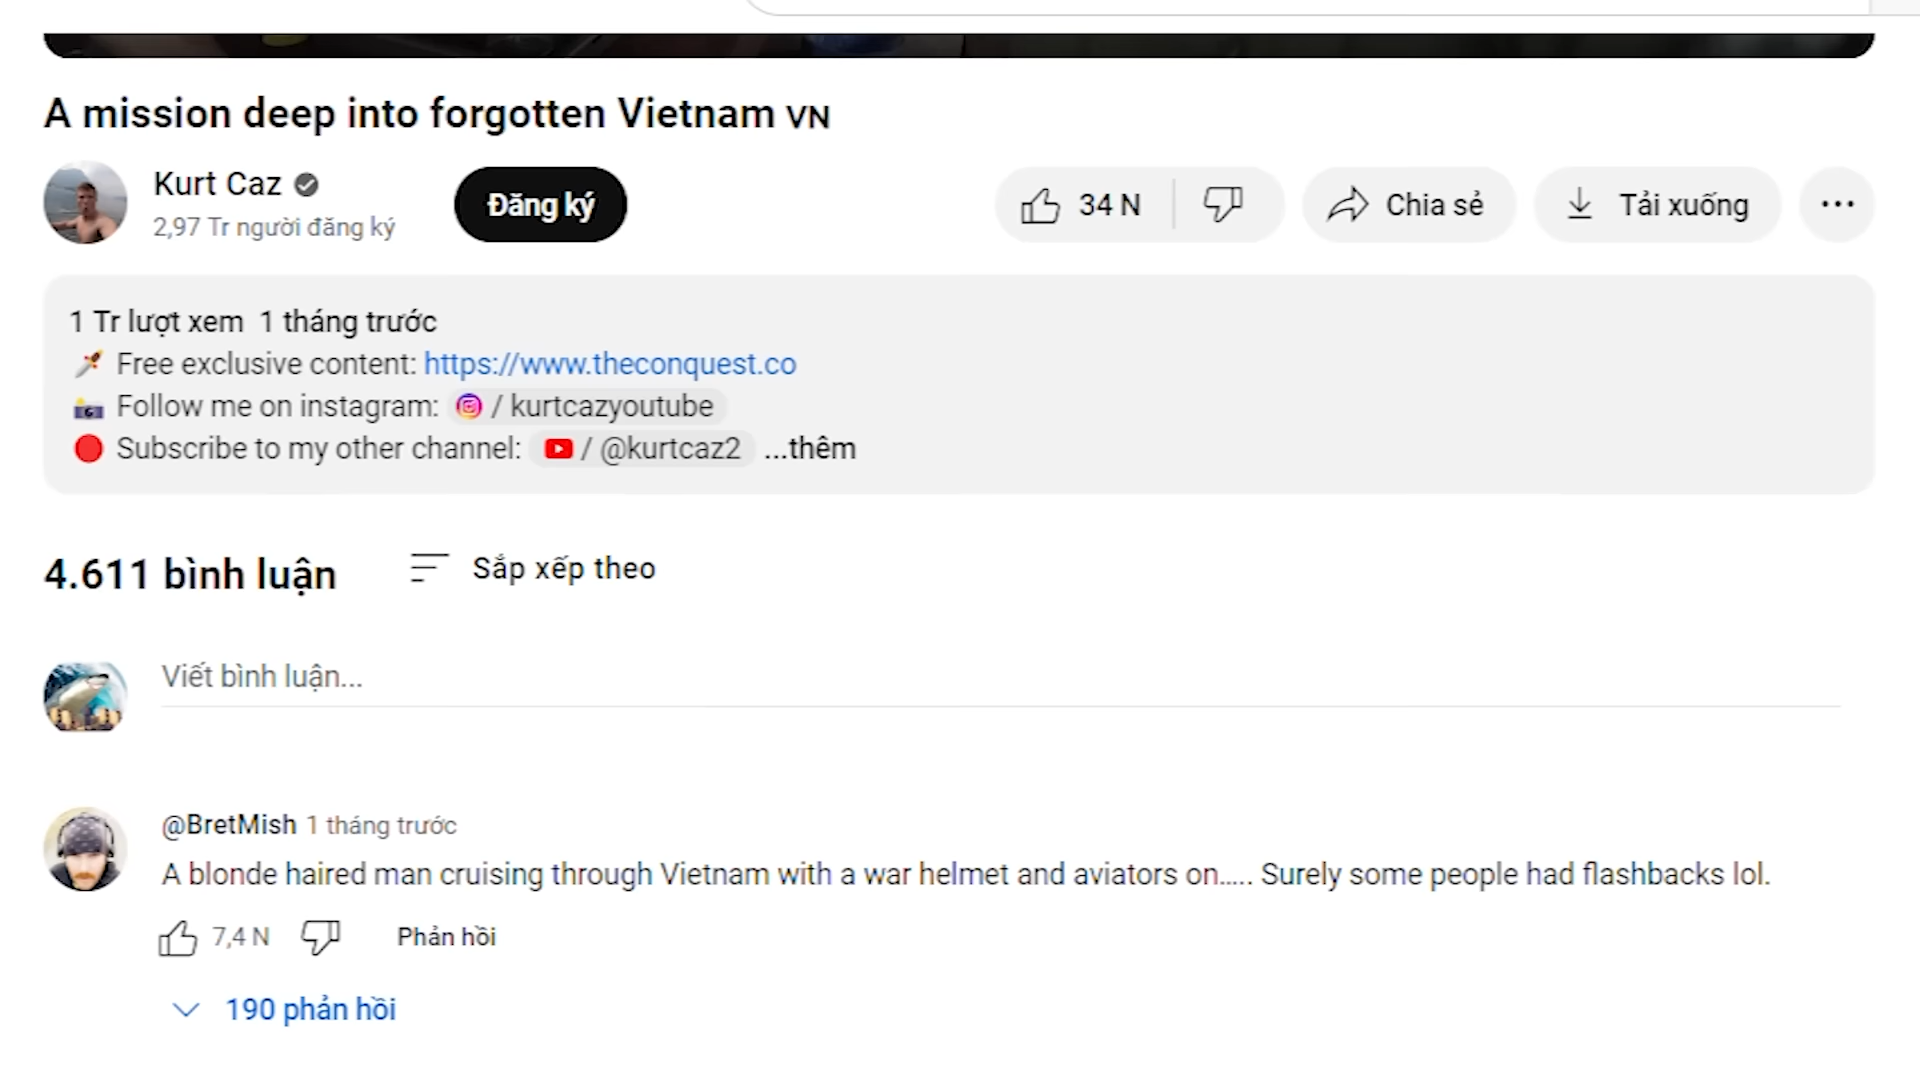 A mission deep into forgotten Vietnam VN
Kurt Caz
2,97 Tr người đăng ký
Đăng ký
34 N
Chia sẻ
Tải xuống
1 Tr lượt xem 1 tháng trước
Free exclusive content: https://www.theconquest.co
Follow me on instagram: / kurtcazyoutube
Subscribe to my other channel: / @kurtcaz2 ...thêm
4.611 bình luận
Sắp xếp theo
Viết bình luận...
@BretMish 1 tháng trước
A blonde haired man cruising through Vietnam with a war helmet and aviators on..... Surely some people had flashbacks lol.
7,4 N
Phản hồi
190 phản hồi